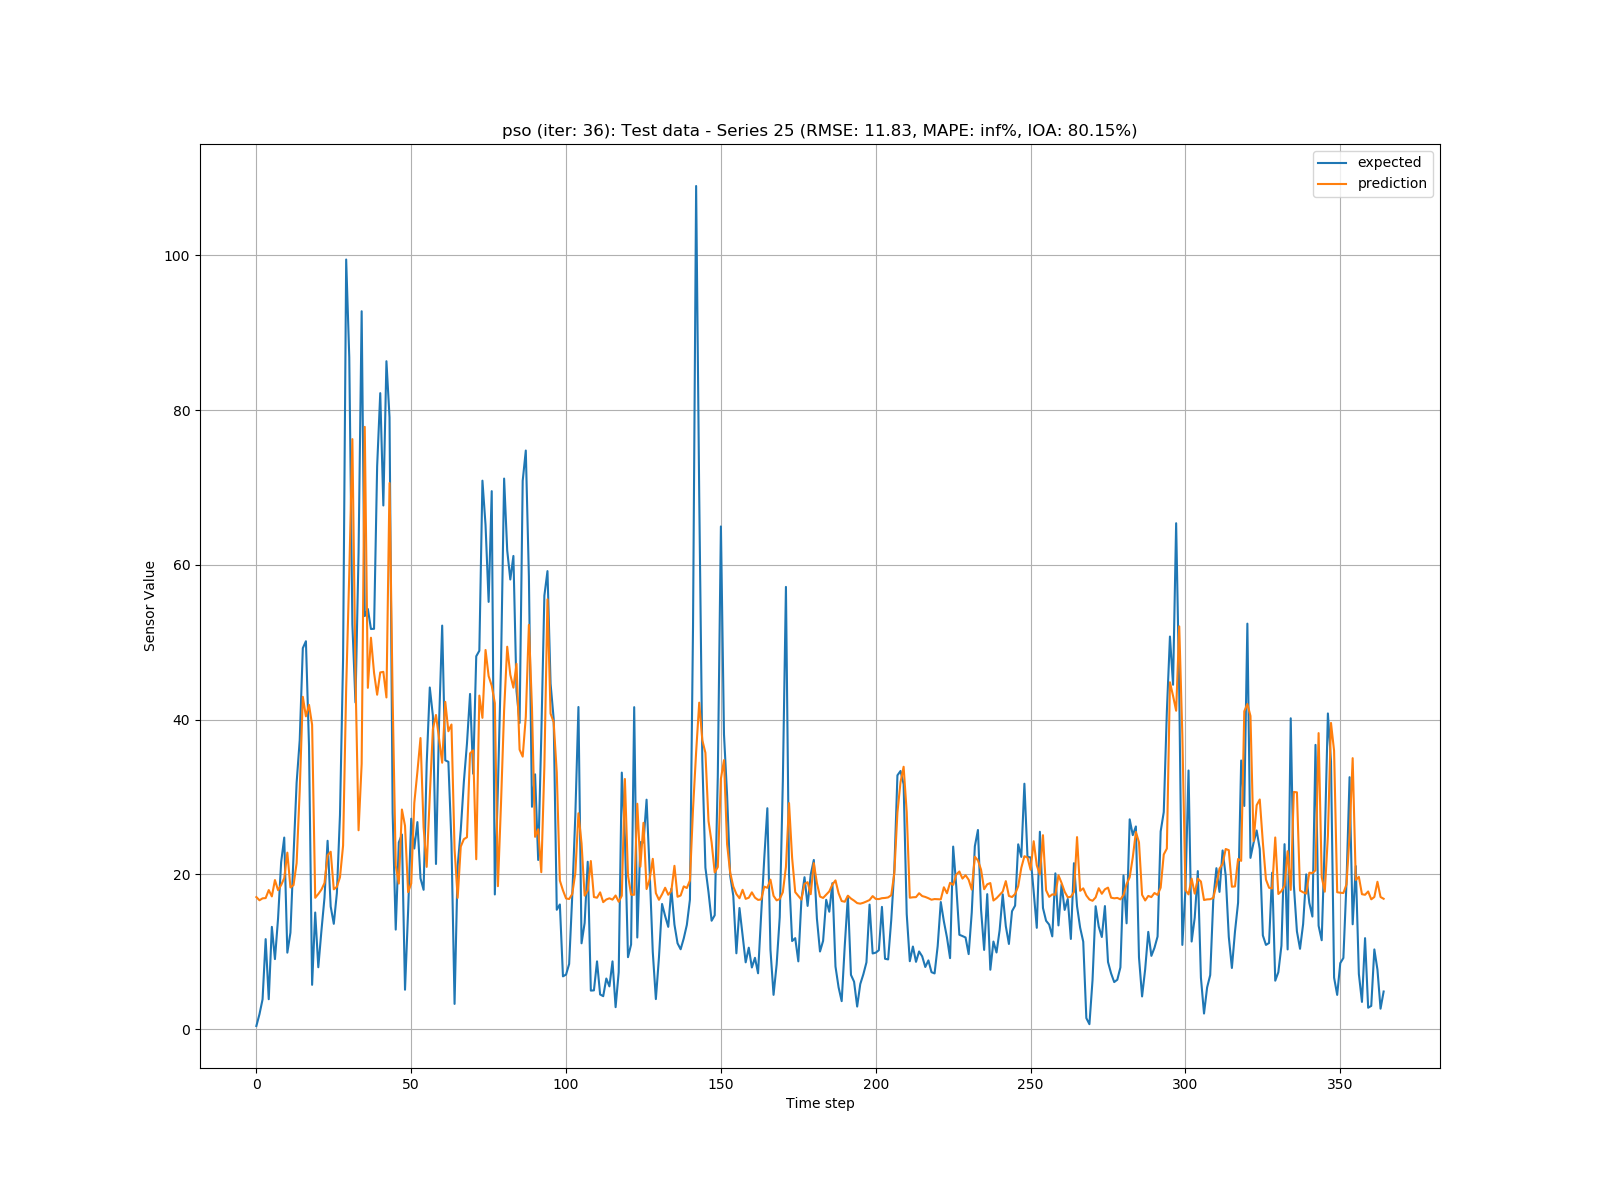 pso (iter: 36): Test data - Series 25 (RMSE: 11.83, MAPE: inf%, IOA: 80.15%)
expected
prediction
100
80
60
40
20
0
Sensor Value
0 50 100 150 200 250 300 350
Time step